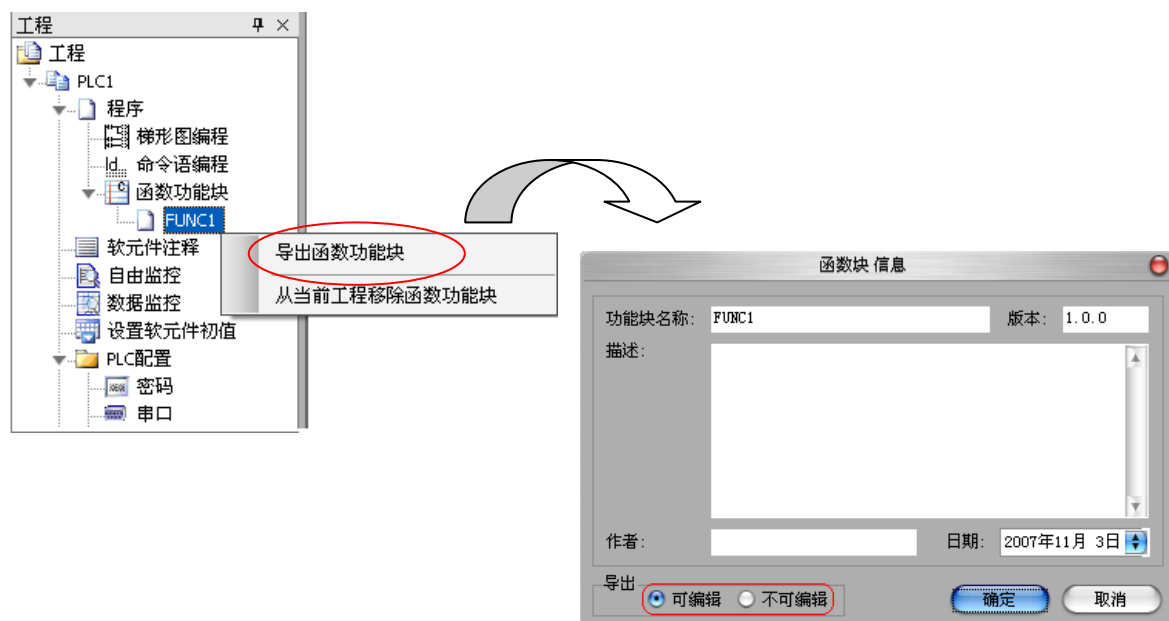 工程
工程
PLC1
程序
梯形图编程
命令语编程
函数功能块
FUNC1
软元件注释
自由监控
数据监控
设置软元件初值
PLC配置
密码
串口
导出函数功能块
从当前工程移除函数功能块
函数块 信息
功能块名称: FUNC1 版本: 1.0.0
描述:
作者: 日期: 2007年11月 3日
导出
可编辑 不可编辑 确定 取消